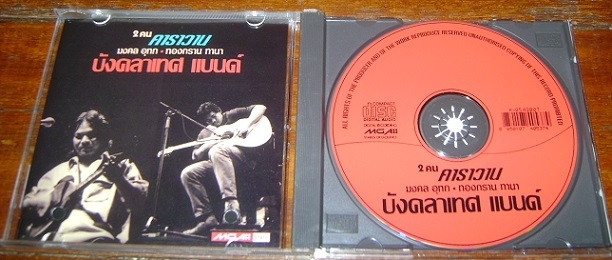 2 คน
คาราวาน
มงคล อุทก - ทองกราน ทานา
บังคลาเทศ แบนด์
MGA
ALL RIGHTS OF THE PRODUCER AND OF THE WORK REPRODUCE RESERVED UNAUTHORISED COPYING OF THIS RECORD PROHIBITED
COMPACT
disc
DIGITAL AUDIO
MGA
2 คน
คาราวาน
มงคล อุทก - ทองกราน ทานา
บังคลาเทศ แบนด์